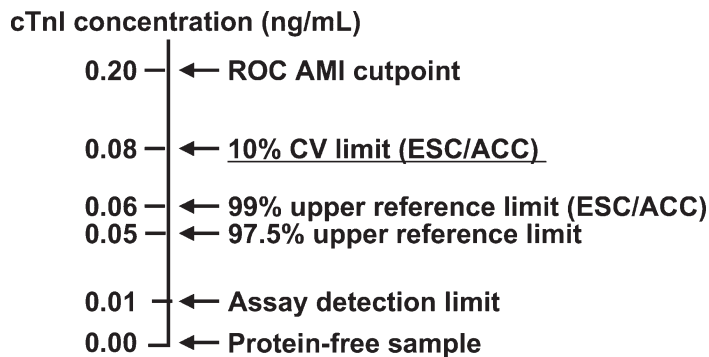 cTnI concentration (ng/mL)
0.20 ROC AMI cutpoint
0.08 10% CV limit (ESC/ACC)
0.06 99% upper reference limit (ESC/ACC)
0.05 97.5% upper reference limit
0.01 Assay detection limit
0.00 Protein-free sample